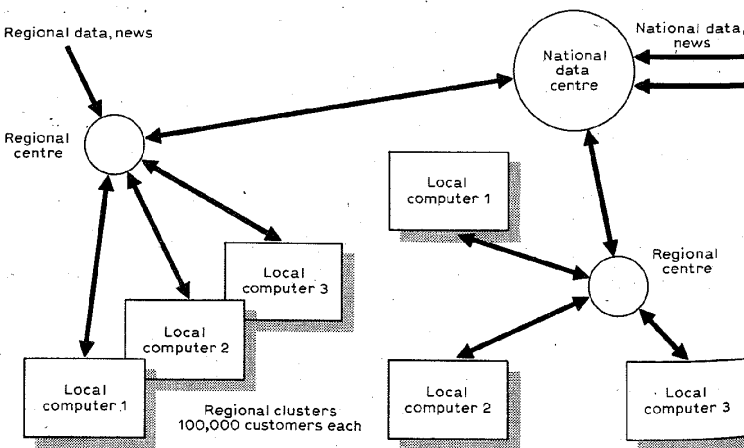 Regional data, news
National data,
news
National
data
centre
Regional
centre
Local
computer 1
Local
computer 3
Regional
centre
Local
computer 2
Local
computer 1
Local
computer 2
Local
computer 3
Regional clusters
100,000 customers each